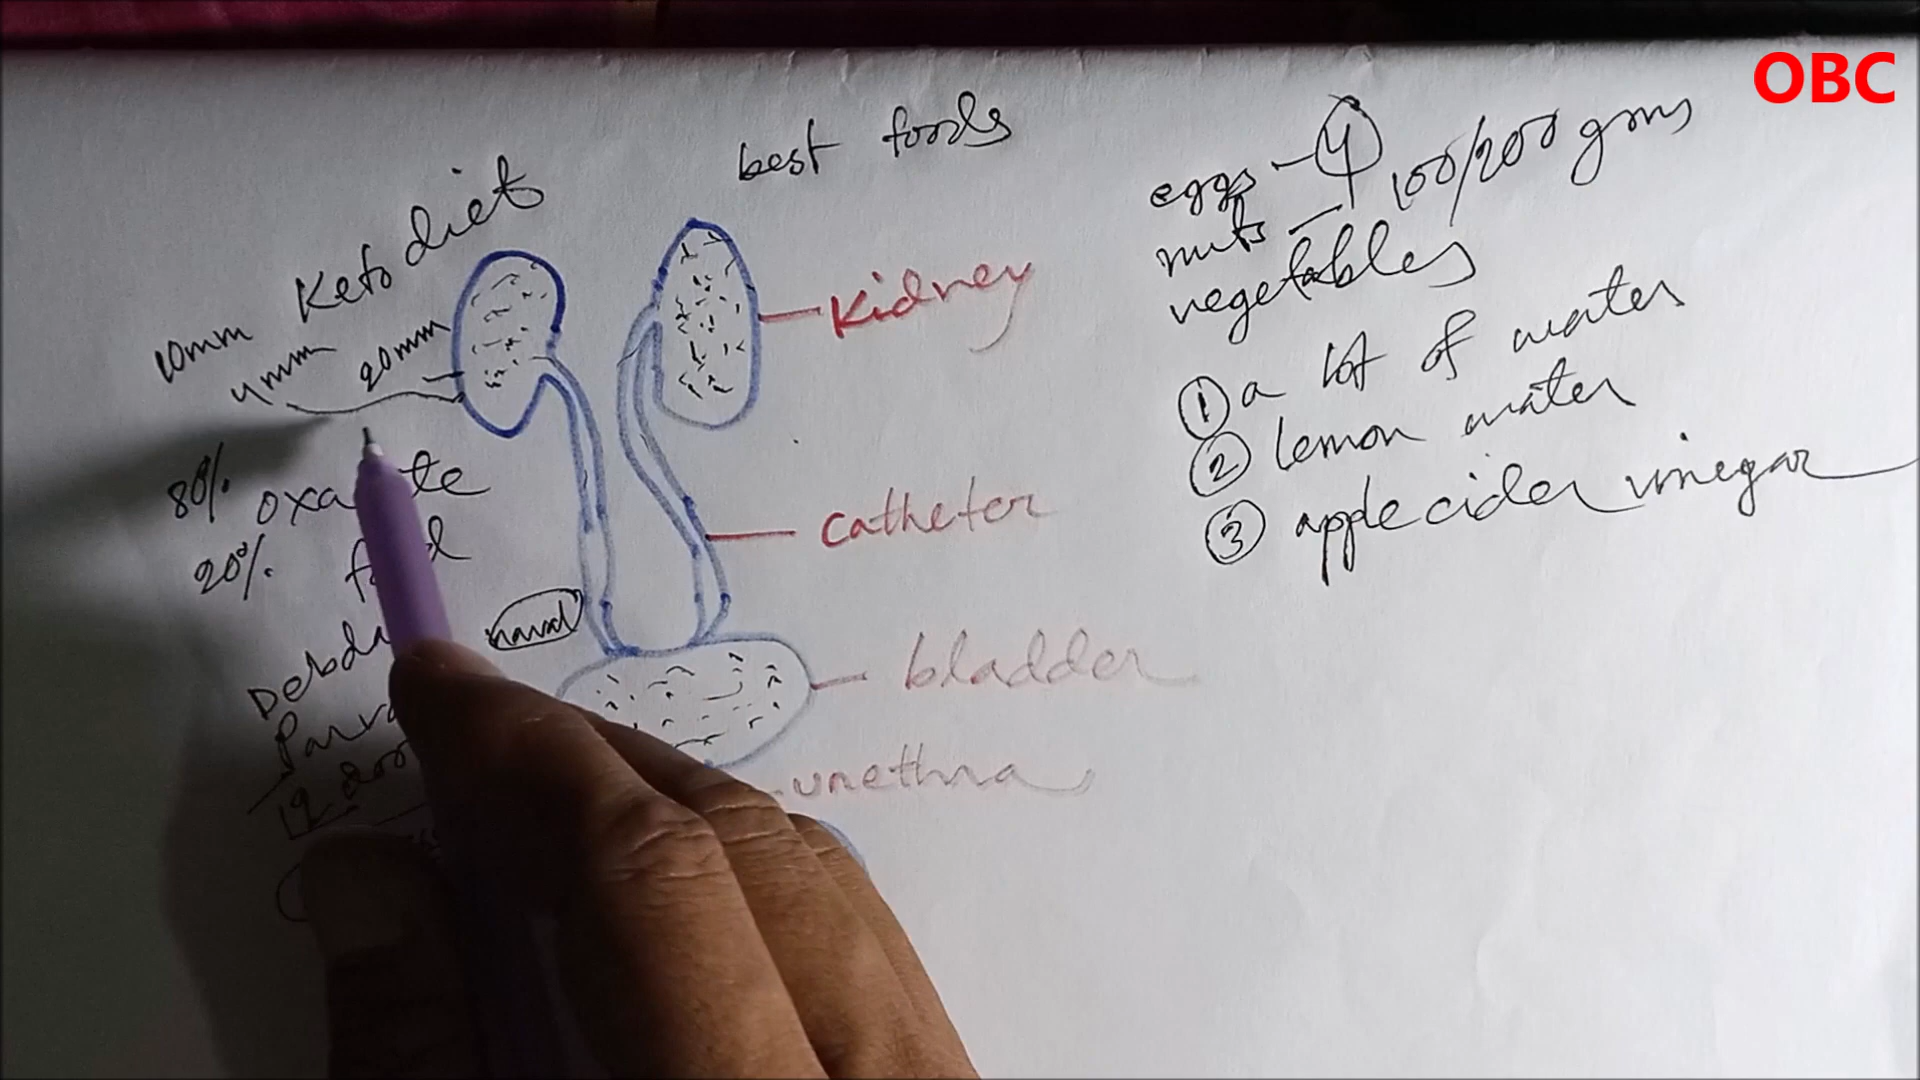 OBC
best foods
Keto diet
10mm
4mm
20mm
80%
oxa te
20%
naval
Kidney
catheter
bladder
urethra
eggs - 4
nuts - 100/200 gms
vegetables
① a lot of water
② lemon water
③ apple cider vinegar